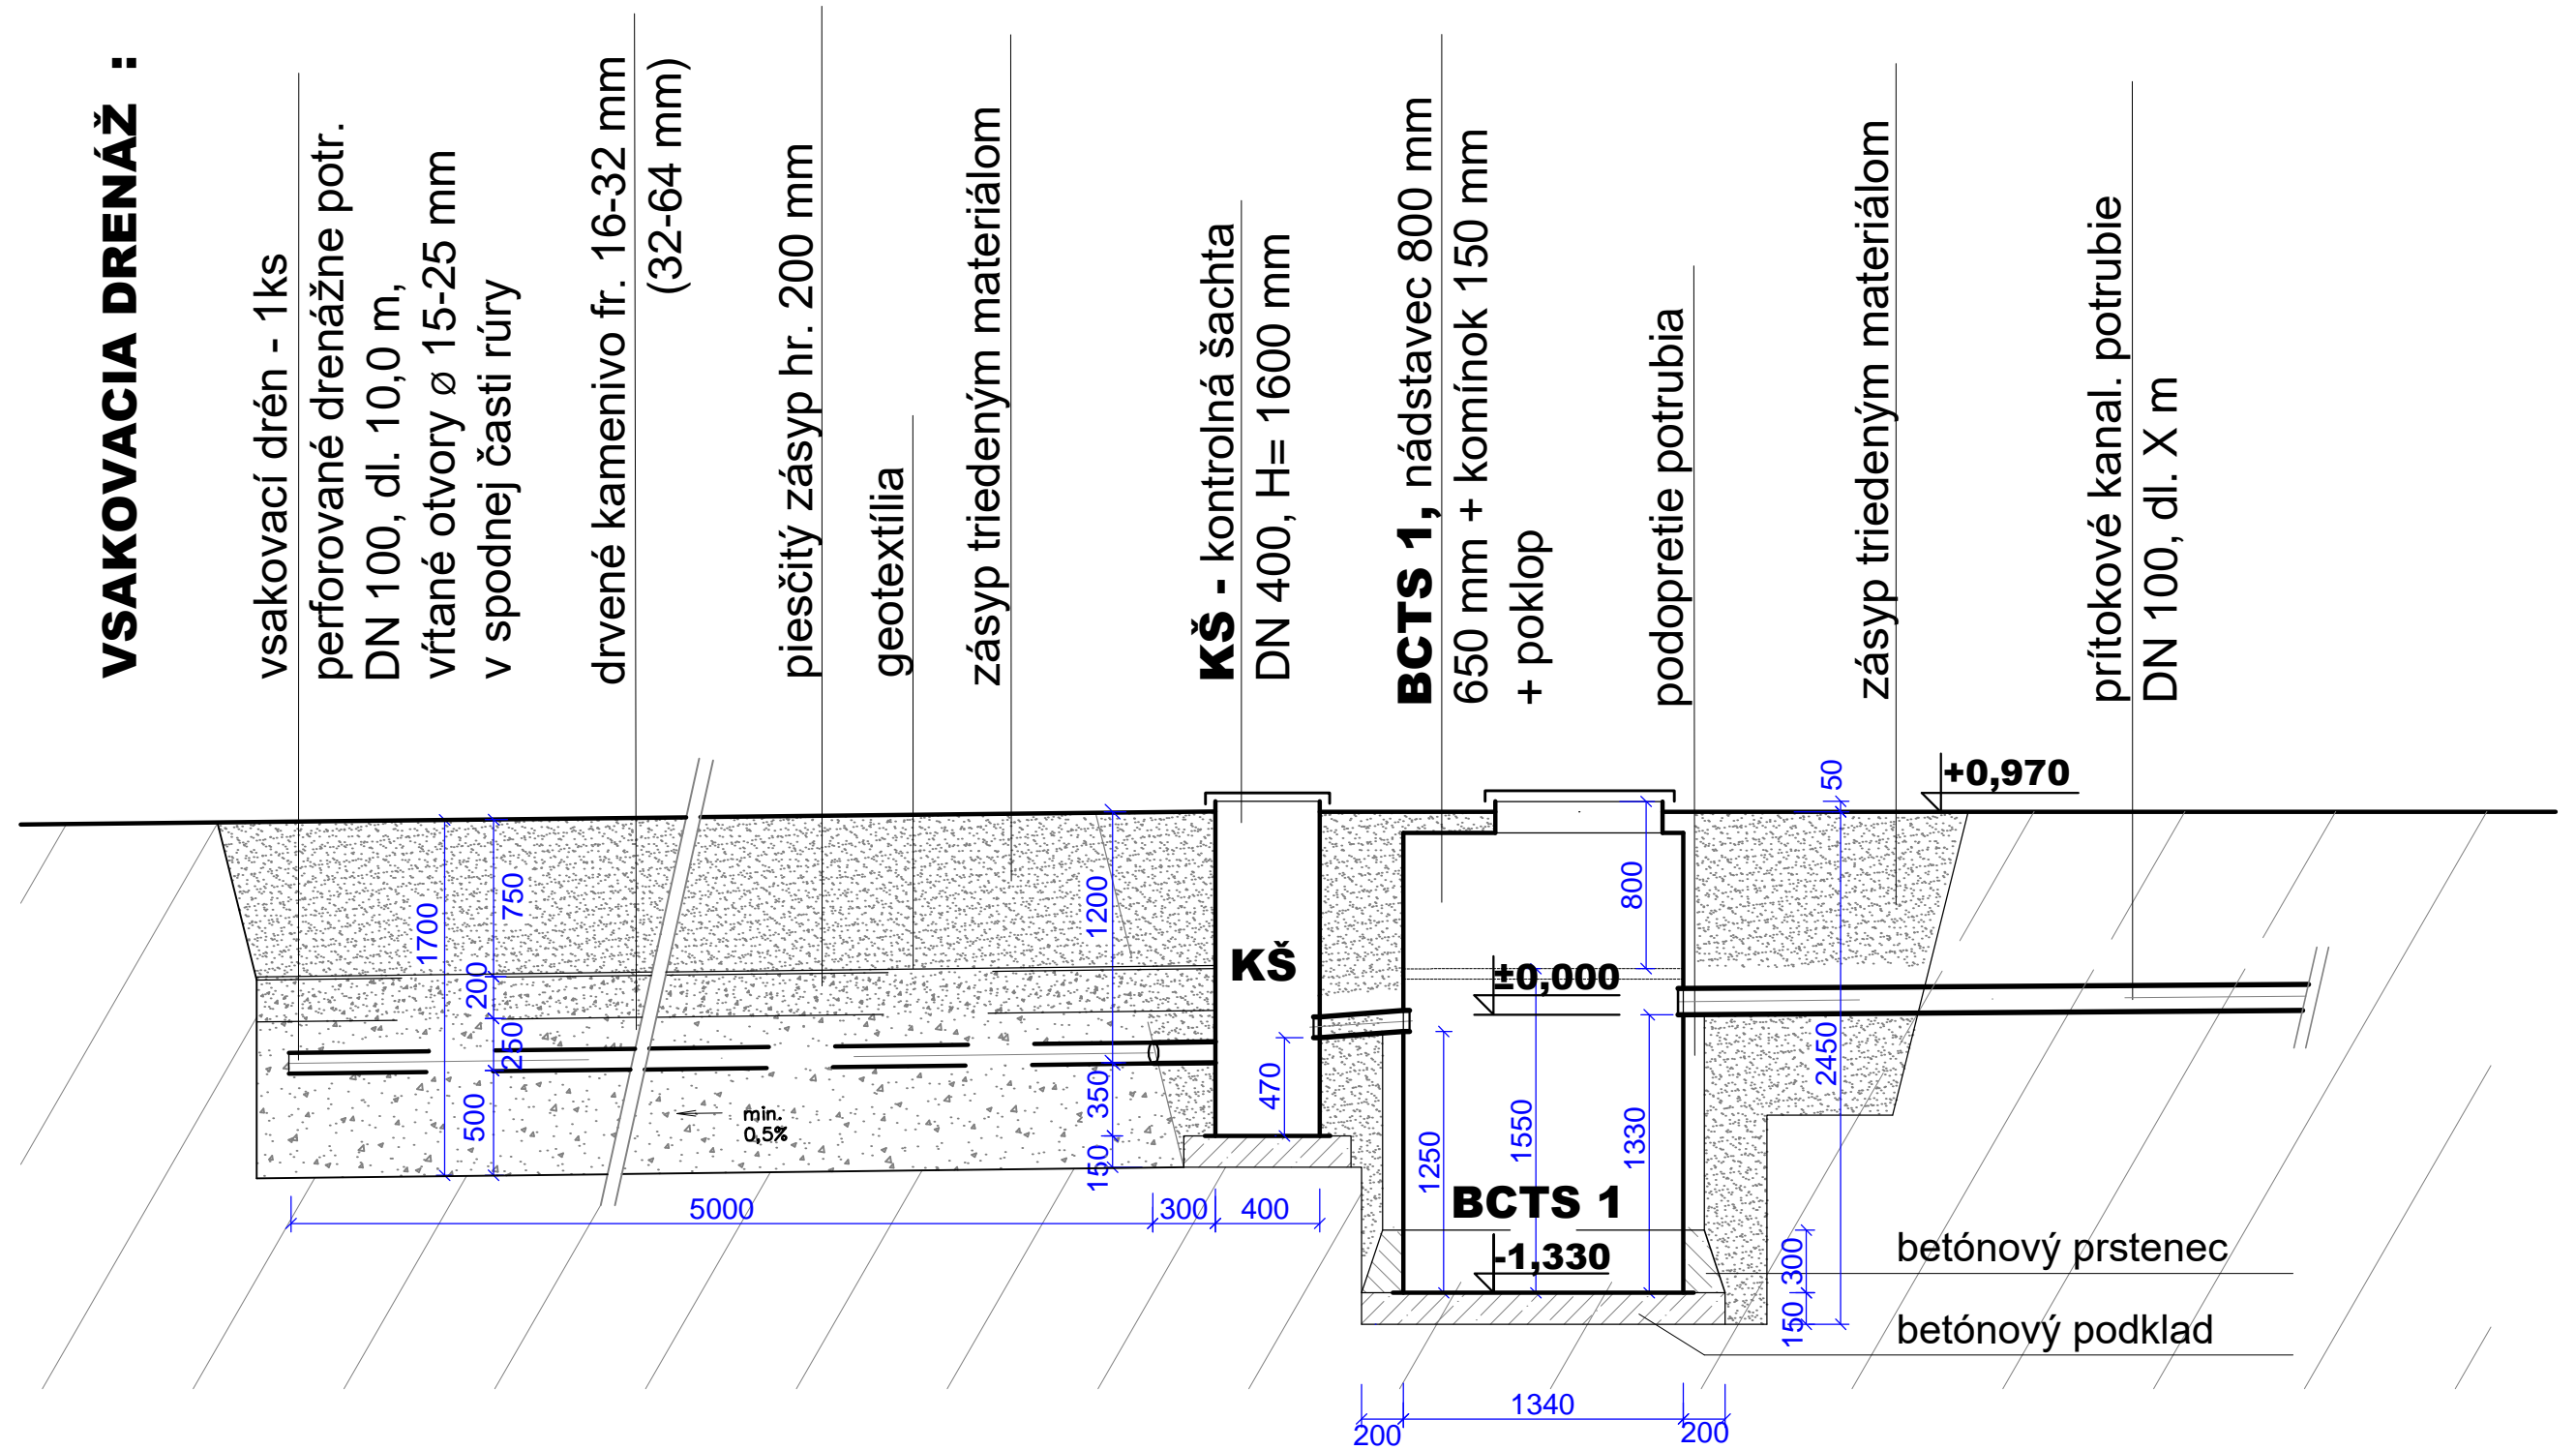 VSAKOVACIA DRENÁŽ :
vsakovací drén - 1ks
perforované drenážne potr.
DN 100, dl. 10,0 m,
vŕtané otvory ø 15-25 mm
v spodnej časti rúry
drvené kamenivo fr. 16-32 mm
(32-64 mm)
piesčitý zásyp hr. 200 mm
geotextília
zásyp triedeným materiálom
KŠ - kontrolná šachta
DN 400, H= 1600 mm
BCTS 1, nádstavec 800 mm
650 mm + komínok 150 mm
+ poklop
podopretie potrubia
zásyp triedeným materiálom
prítokové kanal. potrubie
DN 100, dl. X m
+0,970
50
1700
750
200
250
500
1200
350
150
KŠ
470
800
±0,000
1250
1550
1330
2450
min.
0,5%
5000
300
400
BCTS 1
-1,330
300
150
betónový prstenec
betónový podklad
200
1340
200